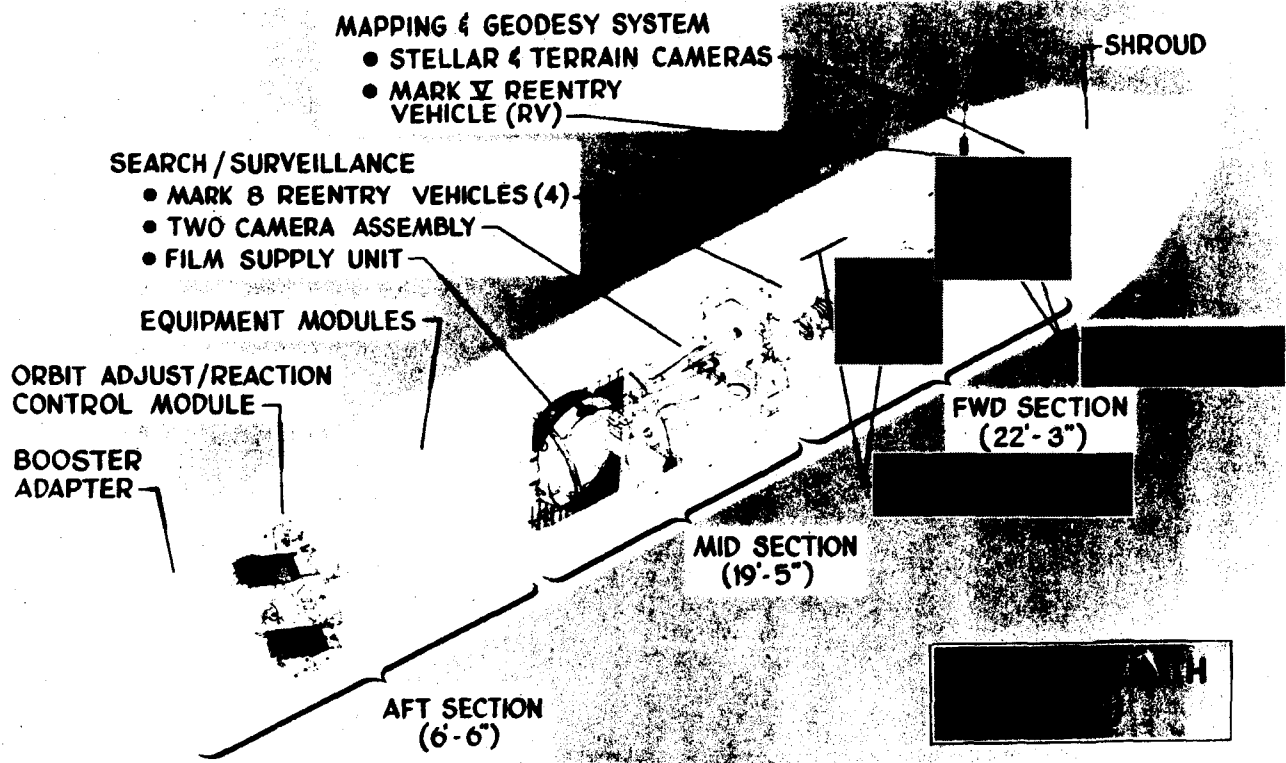 MAPPING & GEODESY SYSTEM
• STELLAR & TERRAIN CAMERAS
• MARK V REENTRY
VEHICLE (RV)
SHROUD
SEARCH/SURVEILLANCE
• MARK 8 REENTRY VEHICLES (4)
• TWO CAMERA ASSEMBLY
• FILM SUPPLY UNIT
EQUIPMENT MODULES
ORBIT ADJUST/REACTION
CONTROL MODULE
BOOSTER
ADAPTER
FWD SECTION
(22'-3")
MID SECTION
(19'-5")
AFT SECTION
(6'-6")